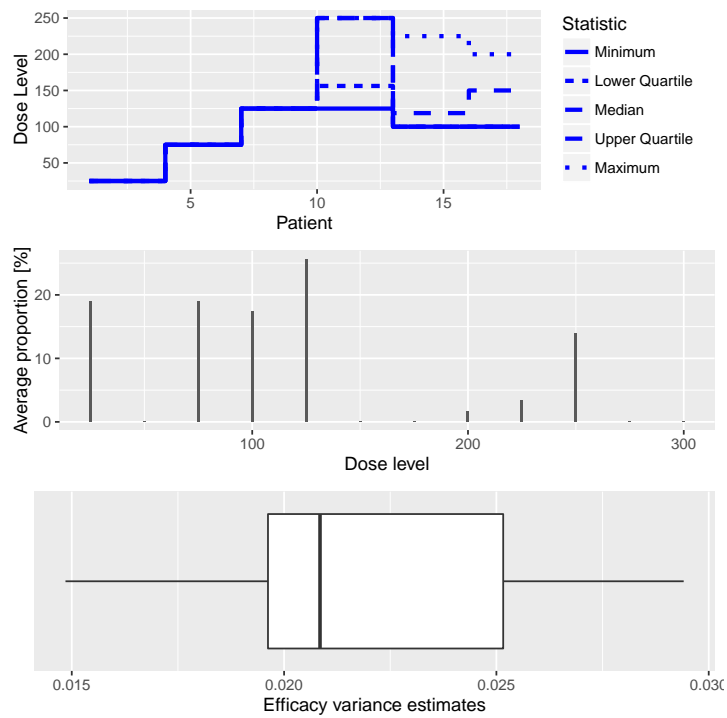 250
200
150
100
50
Dose Level
5
10
15
Patient
Statistic
Minimum
Lower Quartile
Median
Upper Quartile
Maximum
20
10
0
Average proportion [%]
100
200
300
Dose level
0.015
0.020
0.025
0.030
Efficacy variance estimates